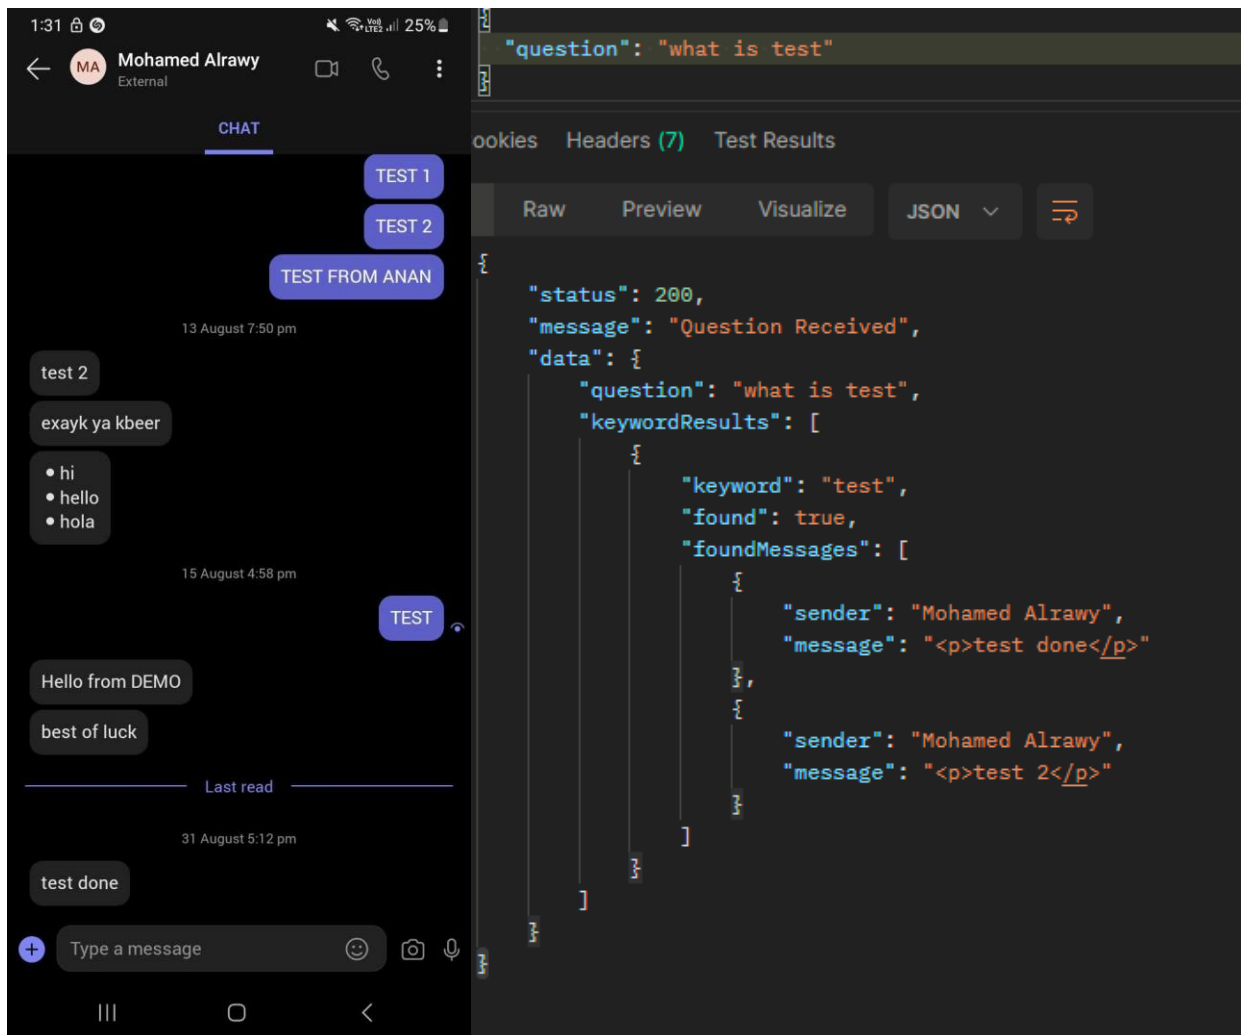 1:31
Vo))
LTE2
25%
MA
Mohamed Alrawy
External
CHAT
TEST 1
TEST 2
TEST FROM ANAN
13 August 7:50 pm
test 2
exayk ya kbeer
• hi
• hello
• hola
15 August 4:58 pm
TEST
Hello from DEMO
best of luck
Last read
31 August 5:12 pm
test done
Type a message
{
"question": "what is test"
}
ookies Headers (7) Test Results
Raw Preview Visualize JSON
{
"status": 200,
"message": "Question Received",
"data": {
"question": "what is test",
"keywordResults": [
{
"keyword": "test",
"found": true,
"foundMessages": [
{
"sender": "Mohamed Alrawy",
"message": "<p>test done</p>"
},
{
"sender": "Mohamed Alrawy",
"message": "<p>test 2</p>"
}
]
}
]
}
}